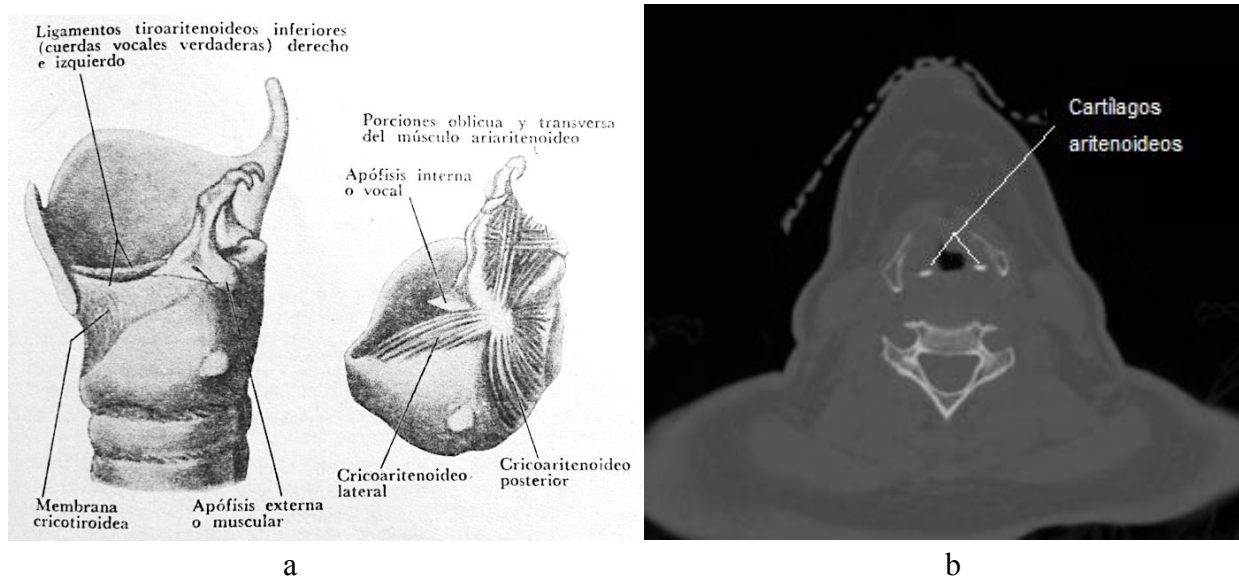 Ligamentos tiroaritenoideos inferiores
(cuerdas vocales verdaderas) derecho
e izquierdo
Porciones oblicua y transversa
del músculo ariaritenoideo
Apófisis interna
o vocal
Cricoaritenoideo
lateral
Cricoaritenoideo
posterior
Membrana
cricotiroidea
Apófisis externa
o muscular
Cartílagos
aritenoideos
a
b